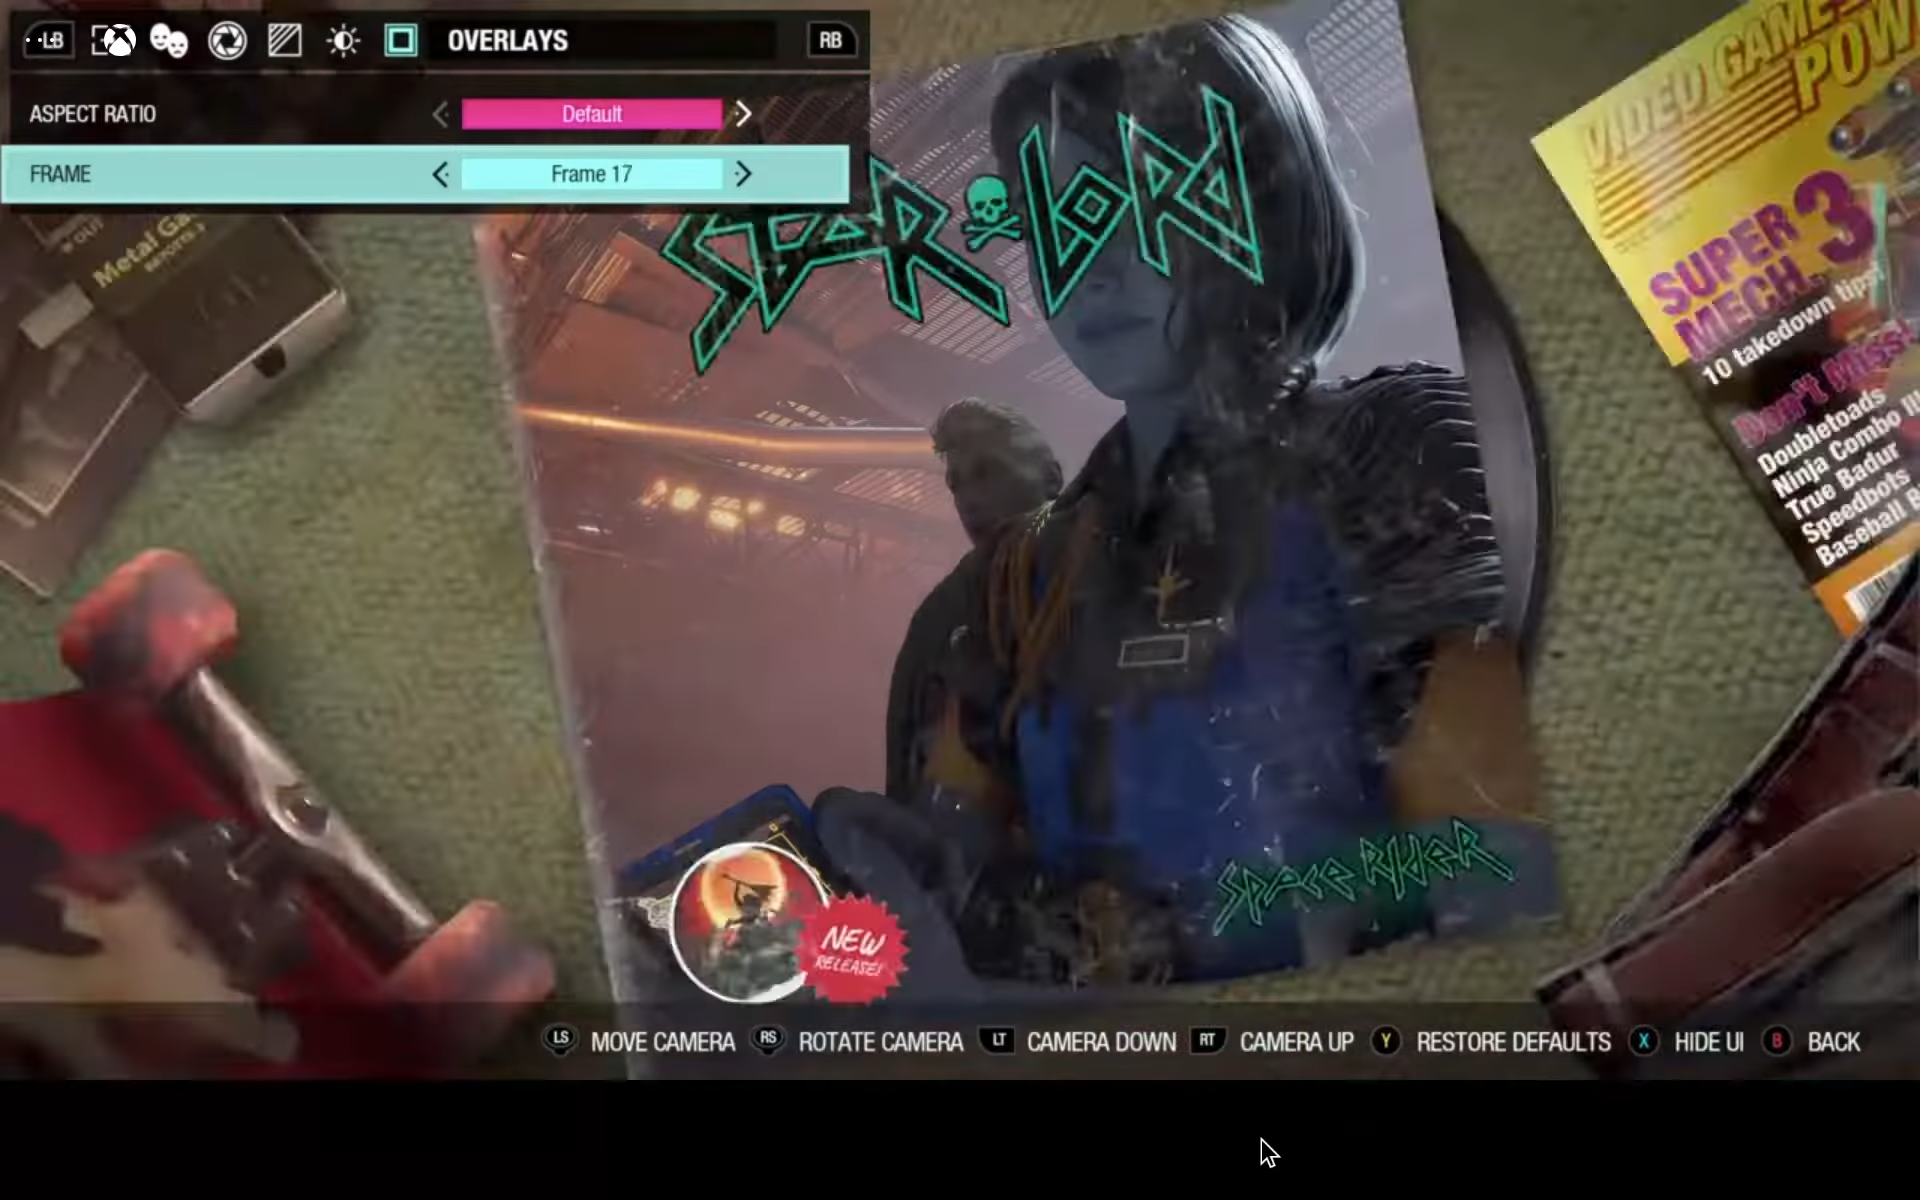 LB
OVERLAYS
RB
ASPECT RATIO
Default
FRAME
Frame 17
STAR LORD
Metal Ga
VIDEO GAMES
POW
SUPER
MECH. 3
10 takedown tips!
Don't Miss!
Doubletoads
Ninja Combo III
True Badur
Speedbots
Baseball B
SPACE RIDER
NEW
RELEASE!
LS MOVE CAMERA RS ROTATE CAMERA LT CAMERA DOWN RT CAMERA UP Y RESTORE DEFAULTS X HIDE UI B BACK